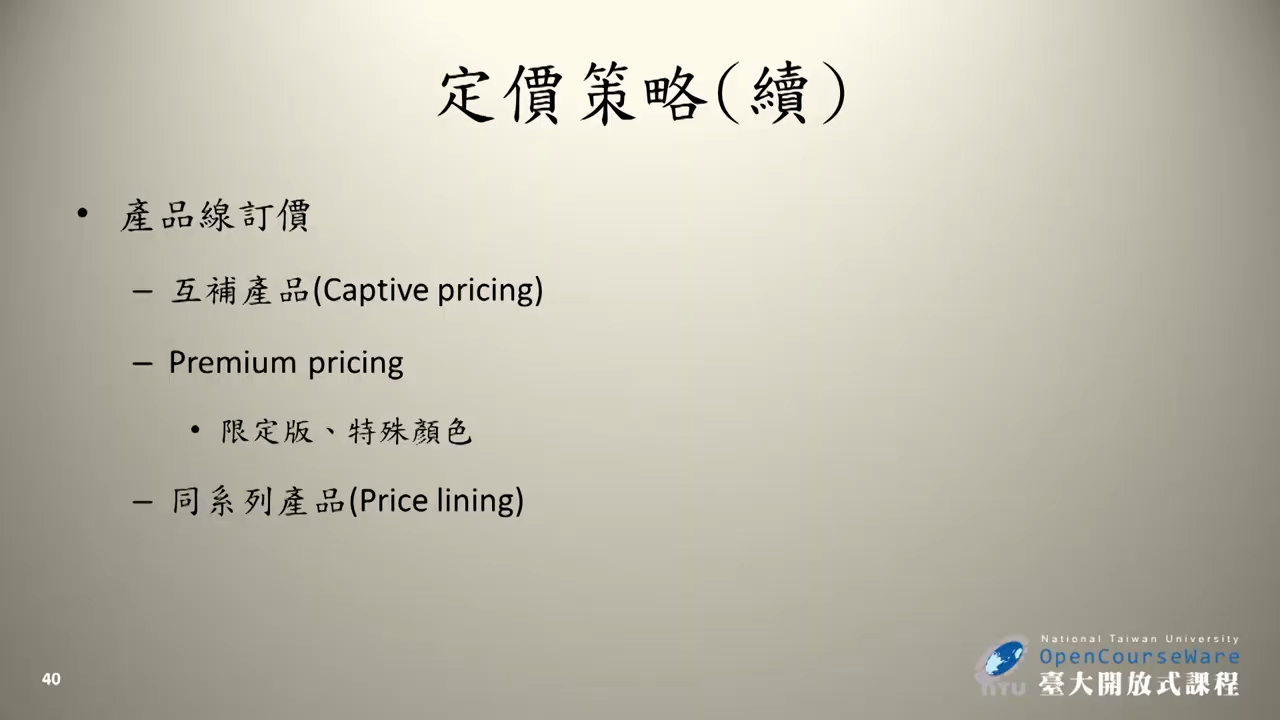 定價策略(續)
• 產品線訂價
– 互補產品(Captive pricing)
– Premium pricing
• 限定版、特殊顏色
– 同系列產品(Price lining)
National Taiwan University
OpenCourseWare
NTU 臺大開放式課程
40